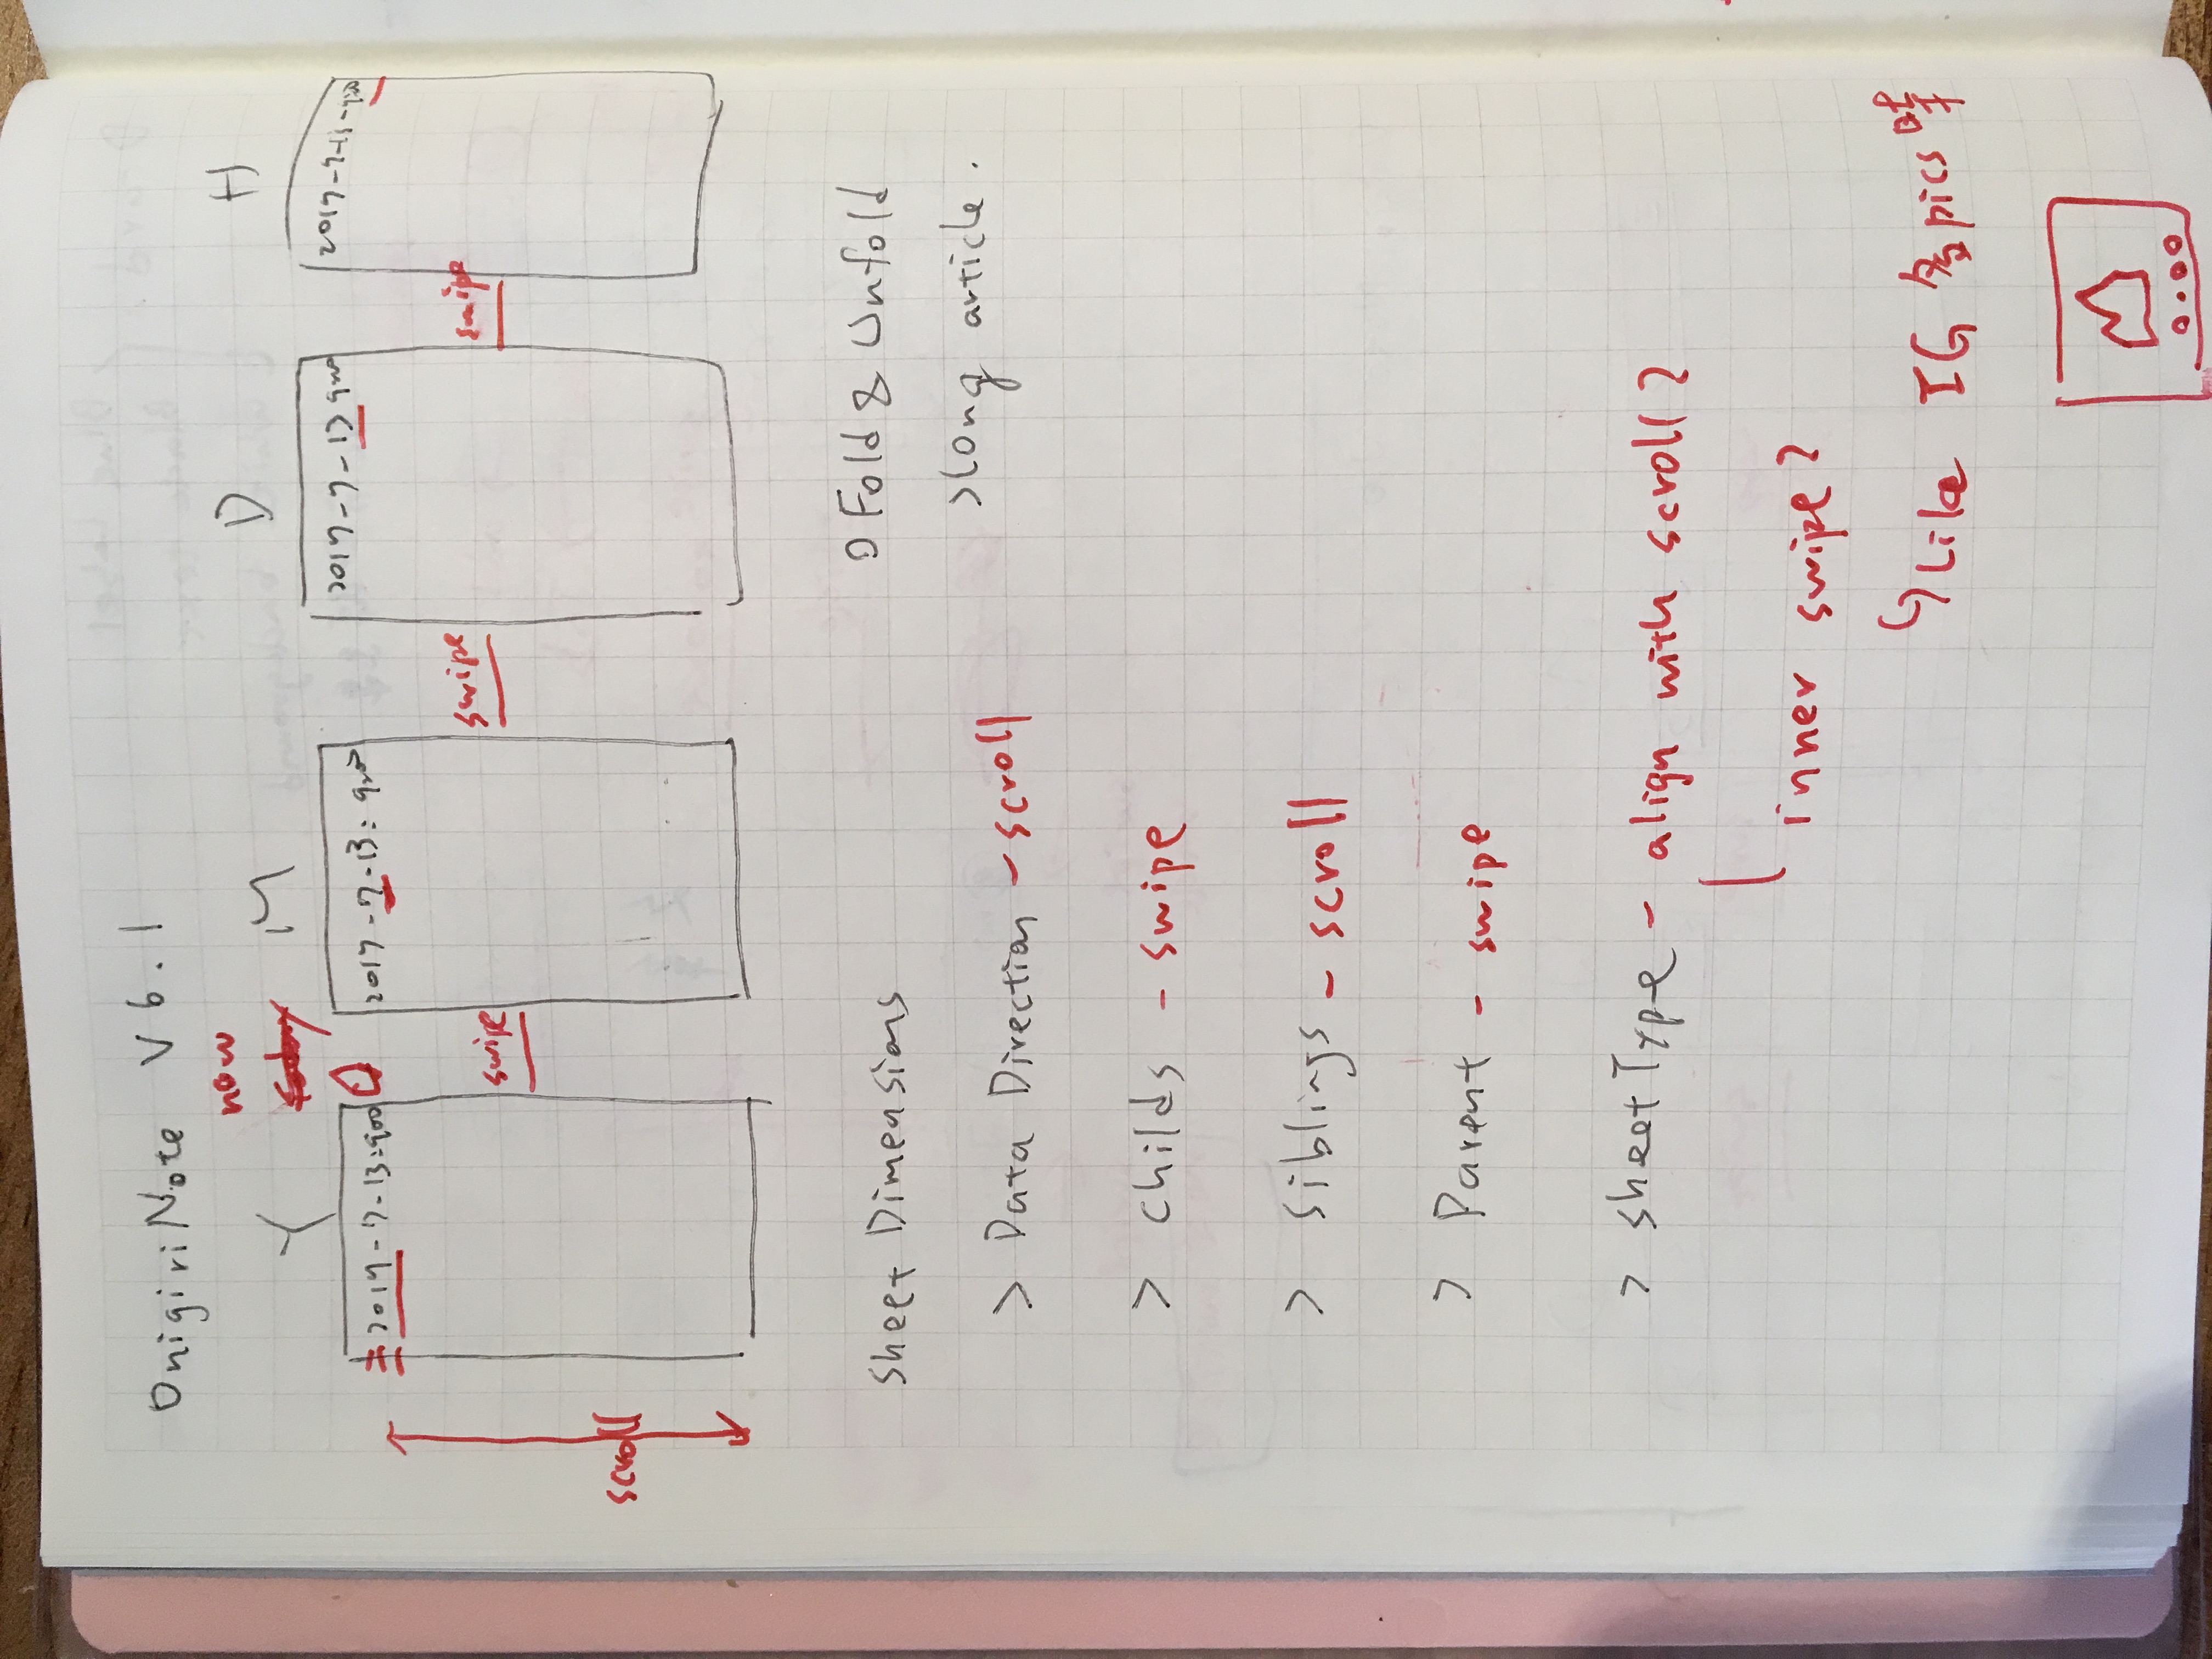 OnigiriNote V6.1
now
today
Y M D H
2017-7-13:900
2017-7-13:900
2017-7-13 900
2017-7-13-900
swipe
swipe
swipe
scroll
Sheet Dimensions
> Data Direction - scroll
> childs - swipe
> siblings - scroll
> Parent - swipe
> sheetType - align with scroll?
inner swipe?
↳ Like IG 多pics時
Fold & Unfold
> long article.